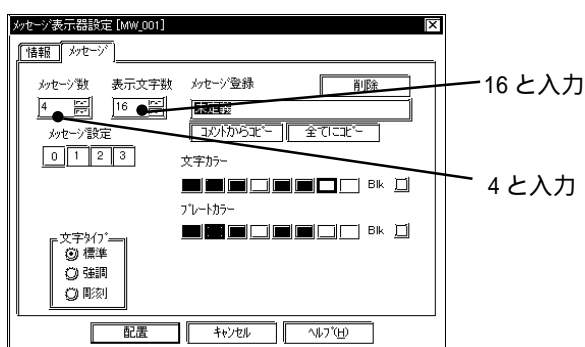 メッセージ表示器設定 [MW_001]
情報 メッセージ
メッセージ数 表示文字数 メッセージ登録 削除
4 16 未定義
コメントからコピー 全てにコピー
メッセージ設定
0 1 2 3
文字カラー
Blk
プレートカラー
Blk
文字タイプ
標準
強調
彫刻
配置 キャンセル ヘルプ(H)
16 と入力
4 と入力